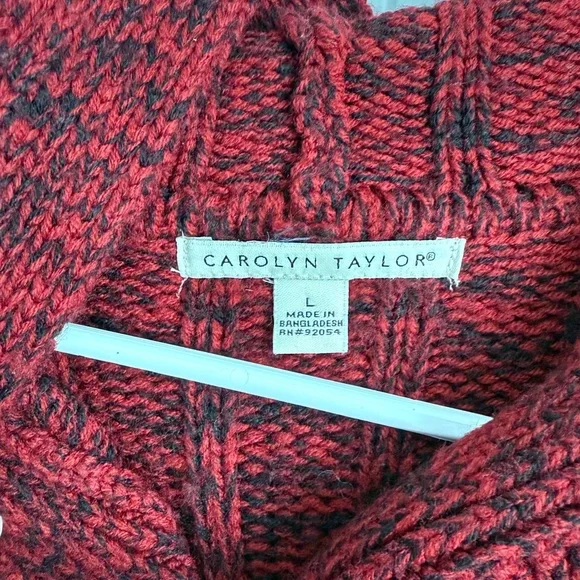 CAROLYN TAYLOR®
L
MADE IN
BANGLADESH
RN#92054